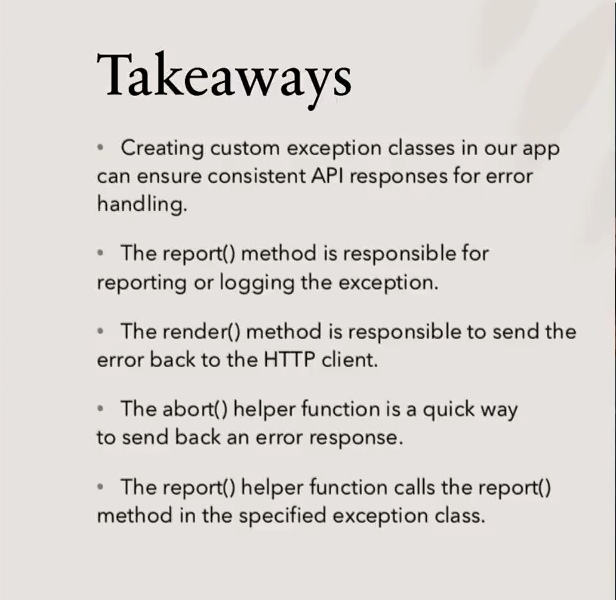 Takeaways
• Creating custom exception classes in our app
can ensure consistent API responses for error
handling.
• The report() method is responsible for
reporting or logging the exception.
• The render() method is responsible to send the
error back to the HTTP client.
• The abort() helper function is a quick way
to send back an error response.
• The report() helper function calls the report()
method in the specified exception class.